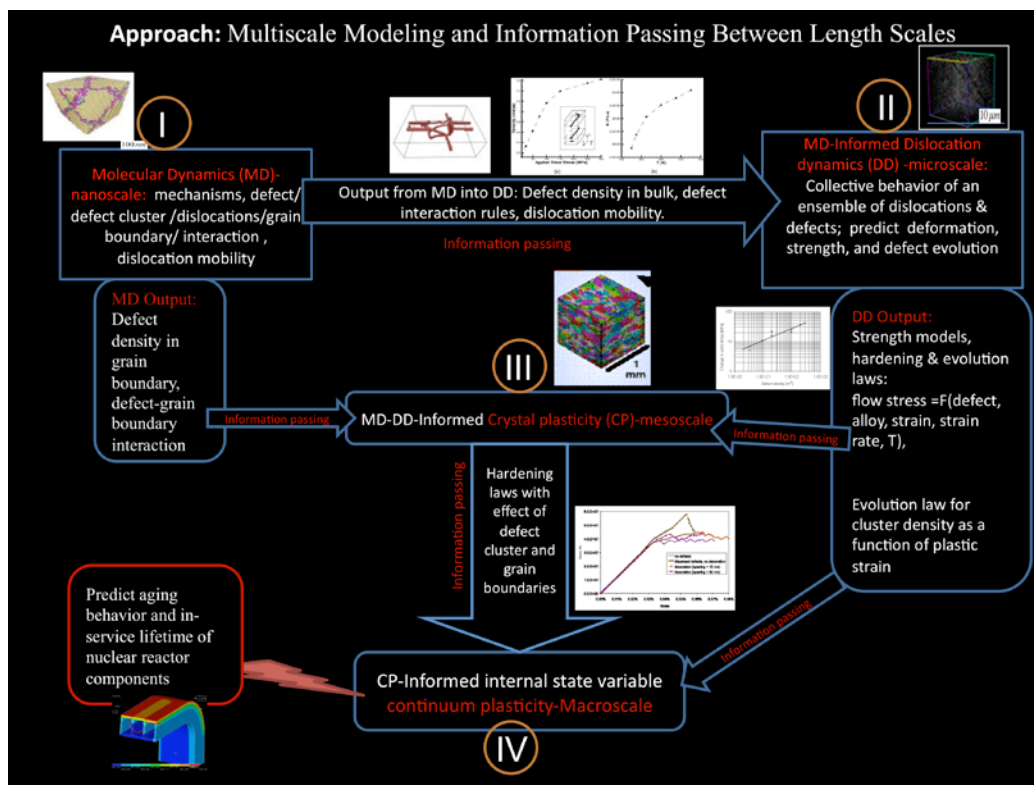 Approach: Multiscale Modeling and Information Passing Between Length Scales
I
II
10 µm
Molecular Dynamics (MD)-
nanoscale: mechanisms, defect/
defect cluster /dislocations/grain
boundary/ interaction ,
dislocation mobility
Output from MD into DD: Defect density in bulk, defect
interaction rules, dislocation mobility.
Information passing
MD-Informed Dislocation
dynamics (DD) -microscale:
Collective behavior of an
ensemble of dislocations &
defects; predict deformation,
strength, and defect evolution
MD Output:
Defect
density in
grain
boundary,
defect-grain
boundary
interaction
Information passing
III
1
mm
MD-DD-Informed Crystal plasticity (CP)-mesoscale
DD Output:
Strength models,
hardening & evolution
laws:
flow stress =F(defect,
alloy, strain, strain
rate, T),
Evolution law for
cluster density as a
function of plastic
strain
Information passing
Information passing
Hardening
laws with
effect of
defect
cluster and
grain
boundaries
Information passing
Predict aging
behavior and in-
service lifetime of
nuclear reactor
components
CP-Informed internal state variable
continuum plasticity-Macroscale
IV